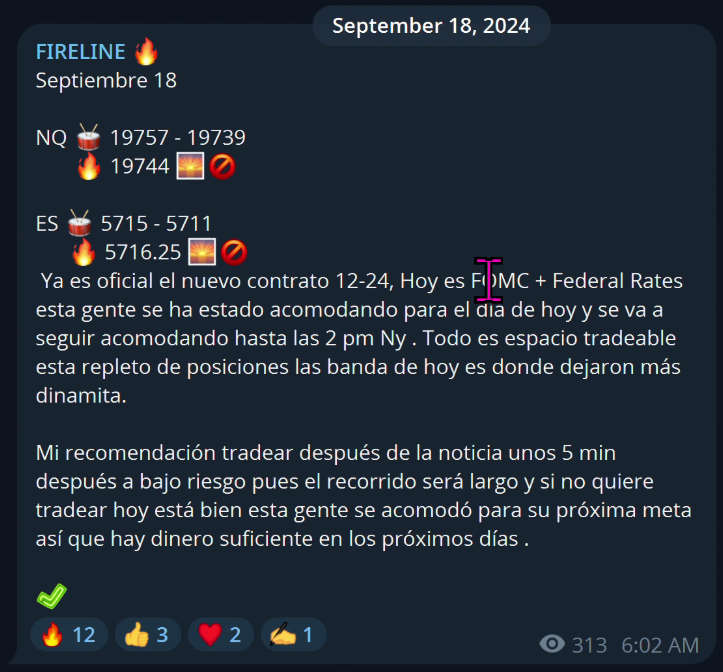 September 18, 2024
FIRELINE 🔥
Septiembre 18
NQ 🥁 19757 - 19739
🔥 19744 🌅🚫
ES 🥁 5715 - 5711
🔥 5716.25 🌅🚫
Ya es oficial el nuevo contrato 12-24, Hoy es FOMC + Federal Rates
esta gente se ha estado acomodando para el día de hoy y se va a
seguir acomodando hasta las 2 pm Ny . Todo es espacio tradeable
esta repleto de posiciones las banda de hoy es donde dejaron más
dinamita.
Mi recomendación tradear después de la noticia unos 5 min
después a bajo riesgo pues el recorrido será largo y si no quiere
tradear hoy está bien esta gente se acomodó para su próxima meta
así que hay dinero suficiente en los próximos días .
🔥 12 👍 3 ❤️ 2 ✍️ 1 313 6:02 AM